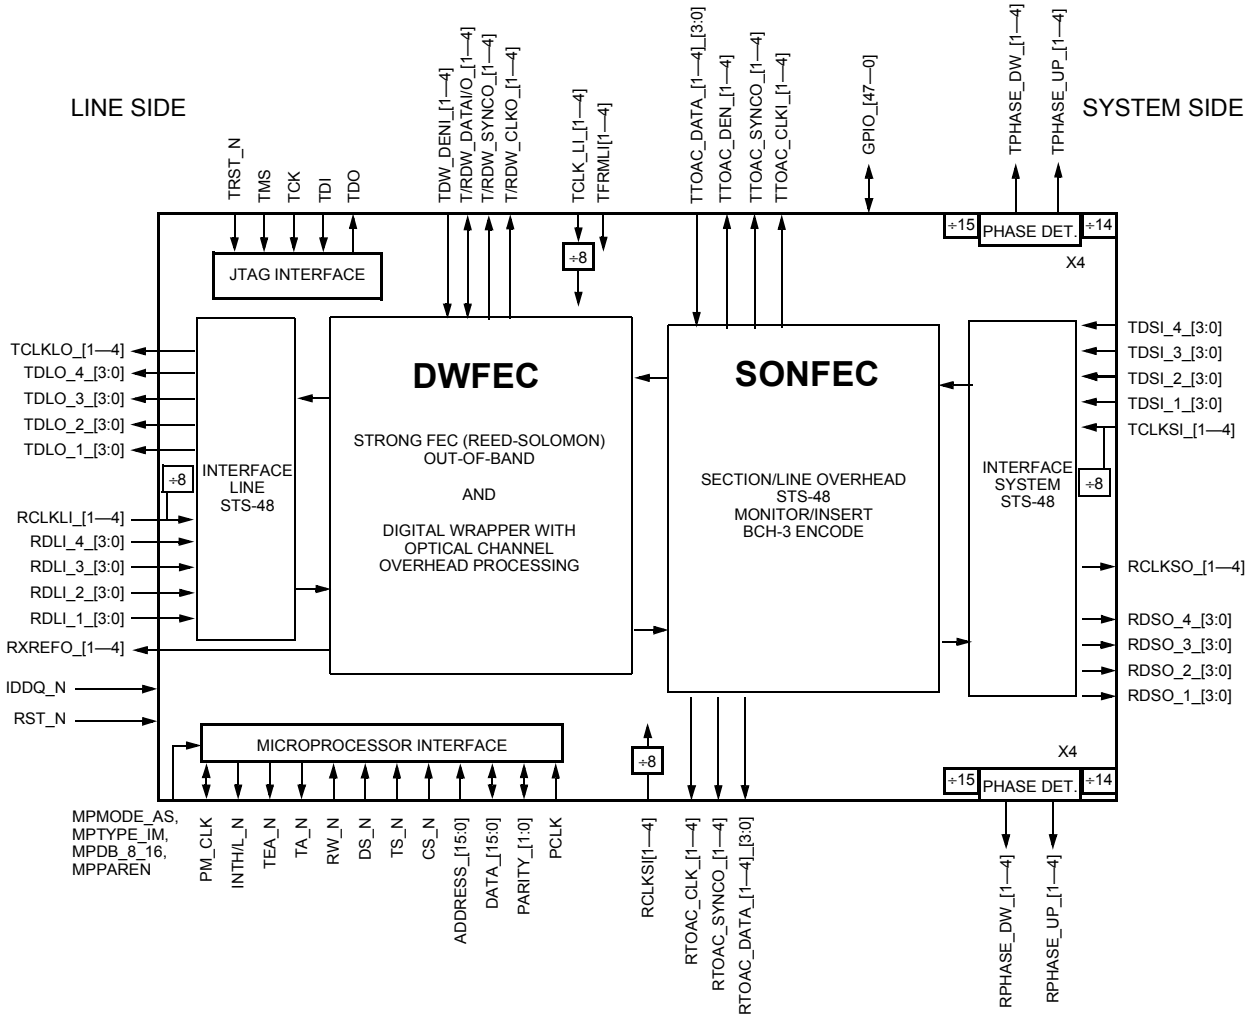 LINE SIDE
SYSTEM SIDE
TRST_N
TMS
TCK
TDI
TDO
TDW_DENI_[1—4]
T/RDW_DATAI/O_[1—4]
T/RDW_SYNCO_[1—4]
T/RDW_CLKO_[1—4]
TCLK_LI_[1—4]
TFRMLI[1—4]
TTOAC_DATA_[1—4]_[3:0]
TTOAC_DEN_[1—4]
TTOAC_SYNCO_[1—4]
TTOAC_CLKI_[1—4]
GPIO_[47—0]
TPHASE_DW_[1—4]
TPHASE_UP_[1—4]
÷15
PHASE DET.
÷14
X4
JTAG INTERFACE
÷8
TCLKLO_[1—4]
TDLO_4_[3:0]
TDLO_3_[3:0]
TDLO_2_[3:0]
TDLO_1_[3:0]
÷8
RCLKLI_[1—4]
RDLI_4_[3:0]
RDLI_3_[3:0]
RDLI_2_[3:0]
RDLI_1_[3:0]
RXREFO_[1—4]
IDDQ_N
RST_N
INTERFACE
LINE
STS-48
DWFEC
STRONG FEC (REED-SOLOMON)
OUT-OF-BAND
AND
DIGITAL WRAPPER WITH
OPTICAL CHANNEL
OVERHEAD PROCESSING
SONFEC
SECTION/LINE OVERHEAD
STS-48
MONITOR/INSERT
BCH-3 ENCODE
INTERFACE
SYSTEM
STS-48
TDSI_4_[3:0]
TDSI_3_[3:0]
TDSI_2_[3:0]
TDSI_1_[3:0]
TCLKSI_[1—4]
÷8
RCLKSO_[1—4]
RDSO_4_[3:0]
RDSO_3_[3:0]
RDSO_2_[3:0]
RDSO_1_[3:0]
MICROPROCESSOR INTERFACE
÷8
X4
÷15
PHASE DET.
÷14
MPMODE_AS,
MPTYPE_IM,
MPDB_8_16,
MPPAREN
PM_CLK
INTH/L_N
TEA_N
TA_N
RW_N
DS_N
TS_N
CS_N
ADDRESS_[15:0]
DATA_[15:0]
PARITY_[1:0]
PCLK
RCLKSI[1—4]
RTOAC_CLK_[1—4]
RTOAC_SYNCO_[1—4]
RTOAC_DATA_[1—4]_[3:0]
RPHASE_DW_[1—4]
RPHASE_UP_[1—4]